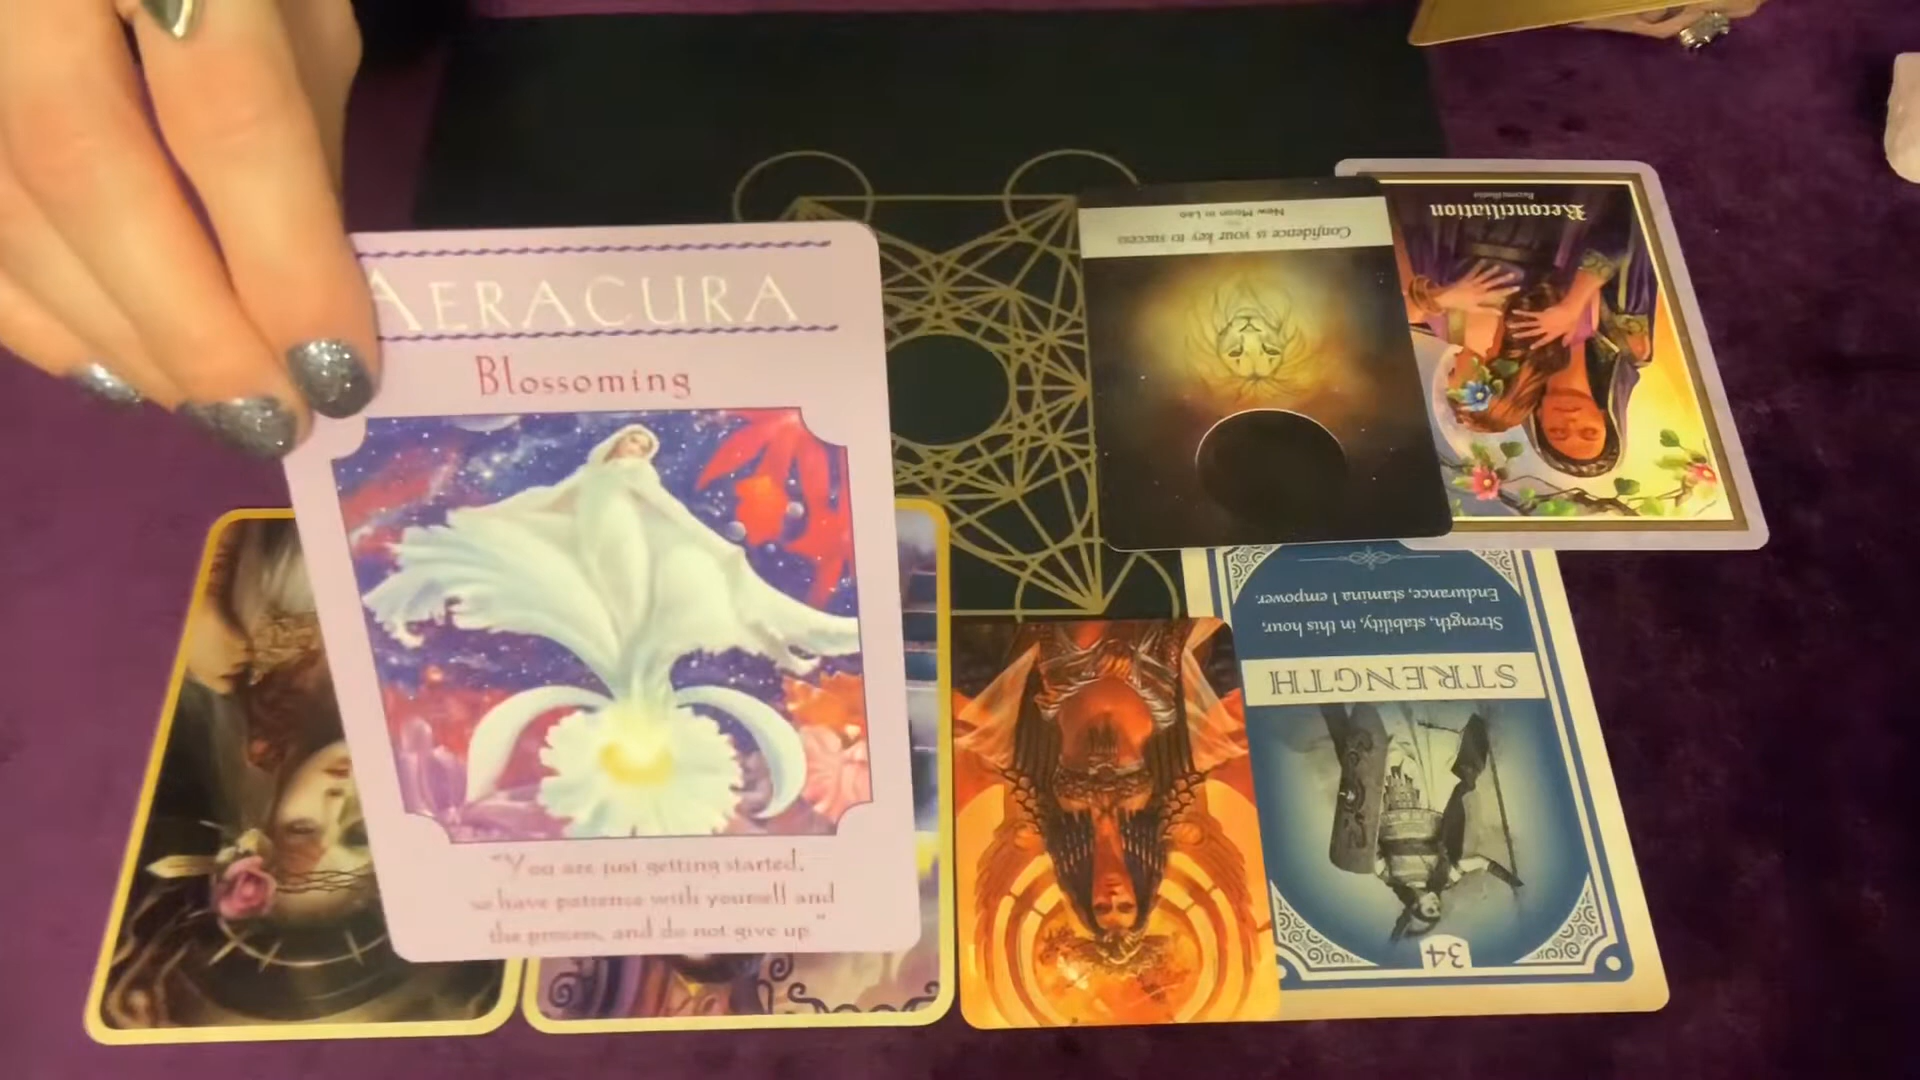 AERACURA
Blossoming
"You are just getting started,
so have patience with yourself and
the process, and do not give up."
Confidence is your key to success
New Moon in Leo
Reconciliation
34
STRENGTH
Strength, stability, in this hour,
Endurance, stamina I empower.